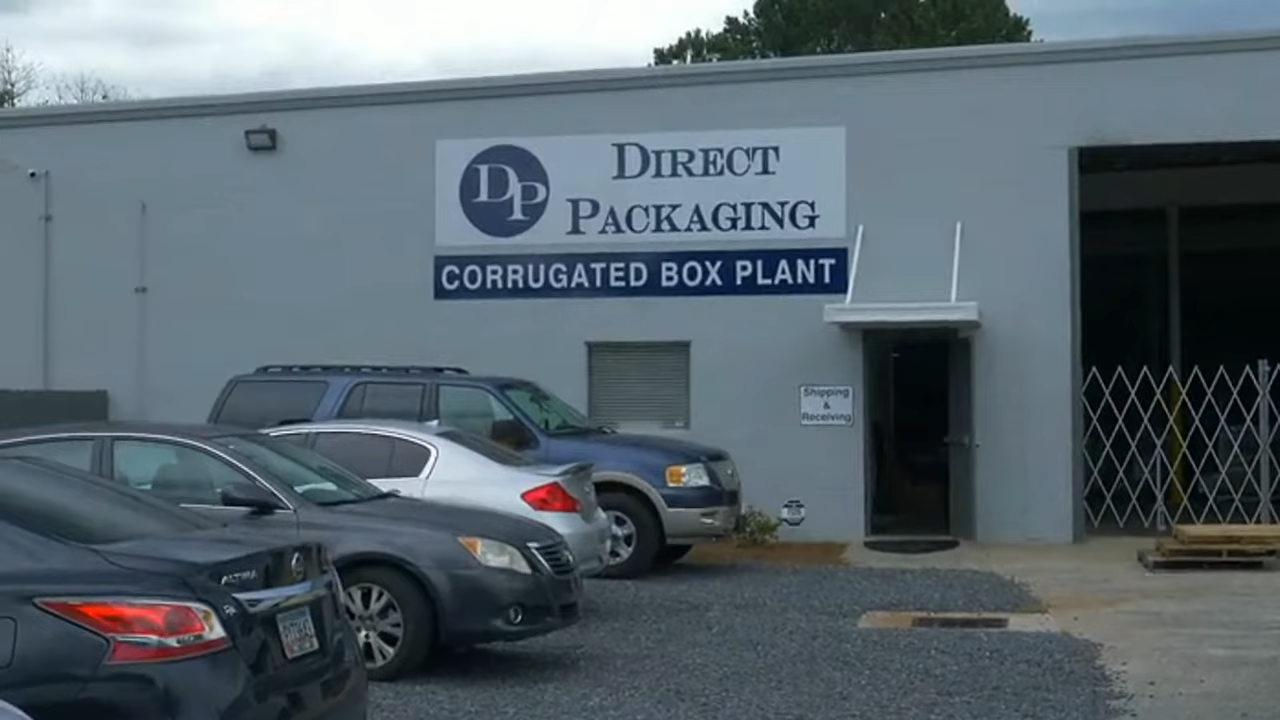 DP
DIRECT
PACKAGING
CORRUGATED BOX PLANT
Shipping
&
Receiving
ALTIMA